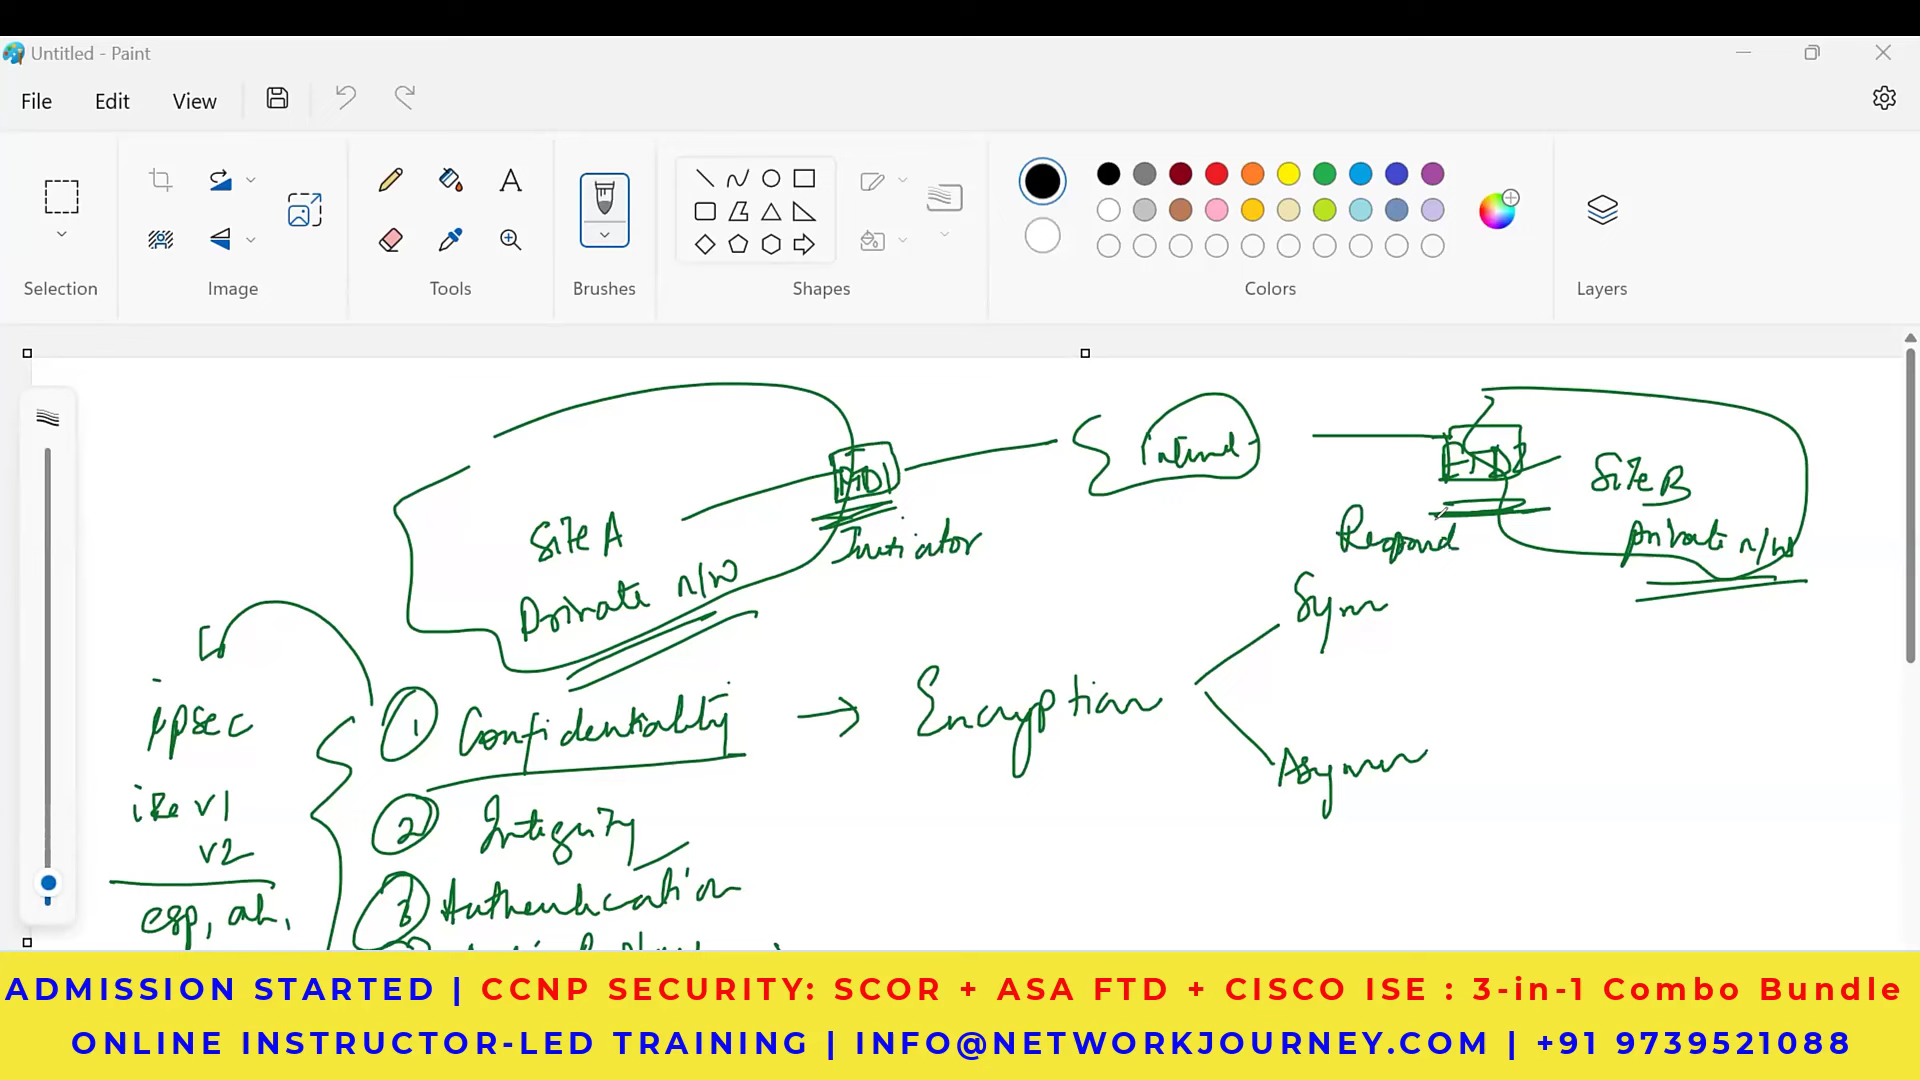 Untitled - Paint
File Edit View
Selection Image Tools Brushes Shapes Colors Layers
internet
Site A
Private n/w
FTD1
Initiator
FTD2
Site B
Respond
private n/w
Sym
ipsec
ike v1
v2
esp, ah,
1 Confidentiality → Encryption
Asymm
2 Integrity
3 Authentication
ADMISSION STARTED | CCNP SECURITY: SCOR + ASA FTD + CISCO ISE : 3-in-1 Combo Bundle
ONLINE INSTRUCTOR-LED TRAINING | INFO@NETWORKJOURNEY.COM | +91 9739521088